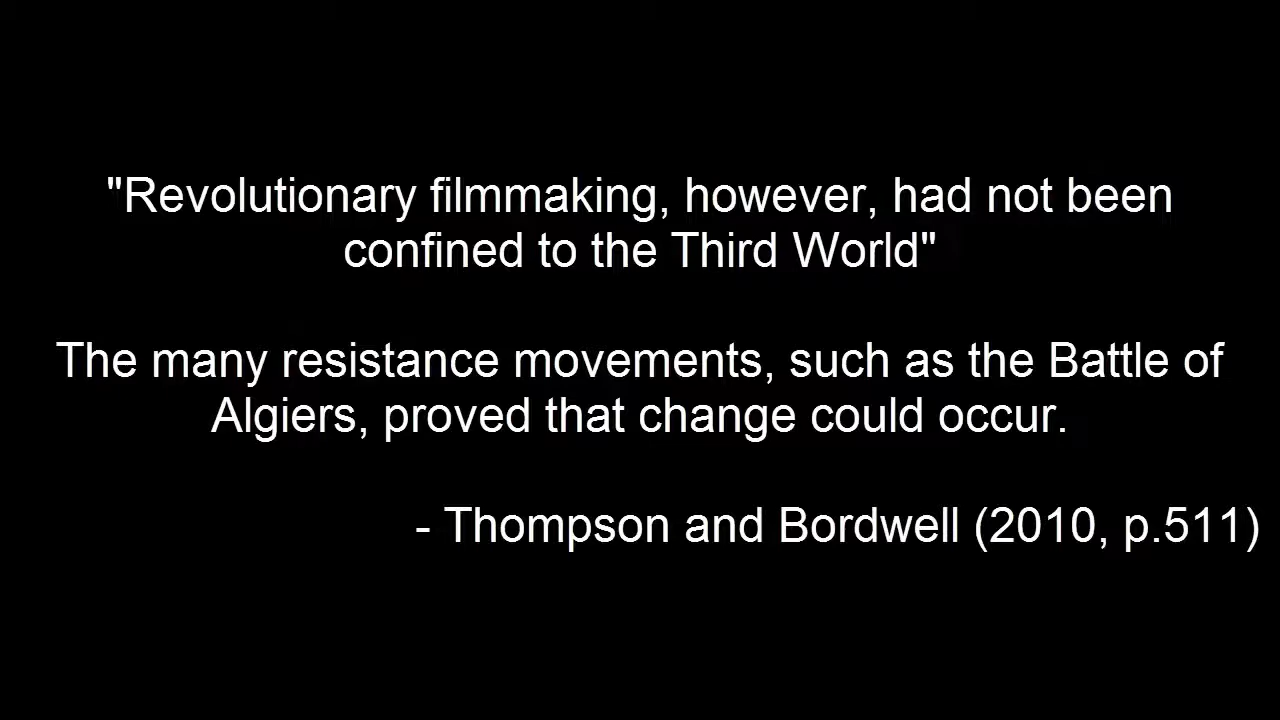 "Revolutionary filmmaking, however, had not been
confined to the Third World"
The many resistance movements, such as the Battle of
Algiers, proved that change could occur.
- Thompson and Bordwell (2010, p.511)